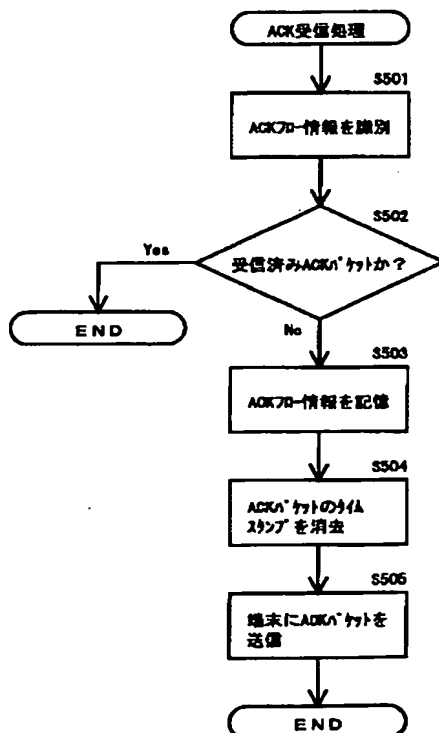 ACK受信処理
S501
ACKﾌﾛｰ情報を識別
S502
受信済みACKﾊﾟｹｯﾄか？
Yes
END
No
S503
ACKﾌﾛｰ情報を記憶
S504
ACKﾊﾟｹｯﾄのﾀｲﾑ
ｽﾀﾝﾌﾟを消去
S505
端末にACKﾊﾟｹｯﾄを
送信
END